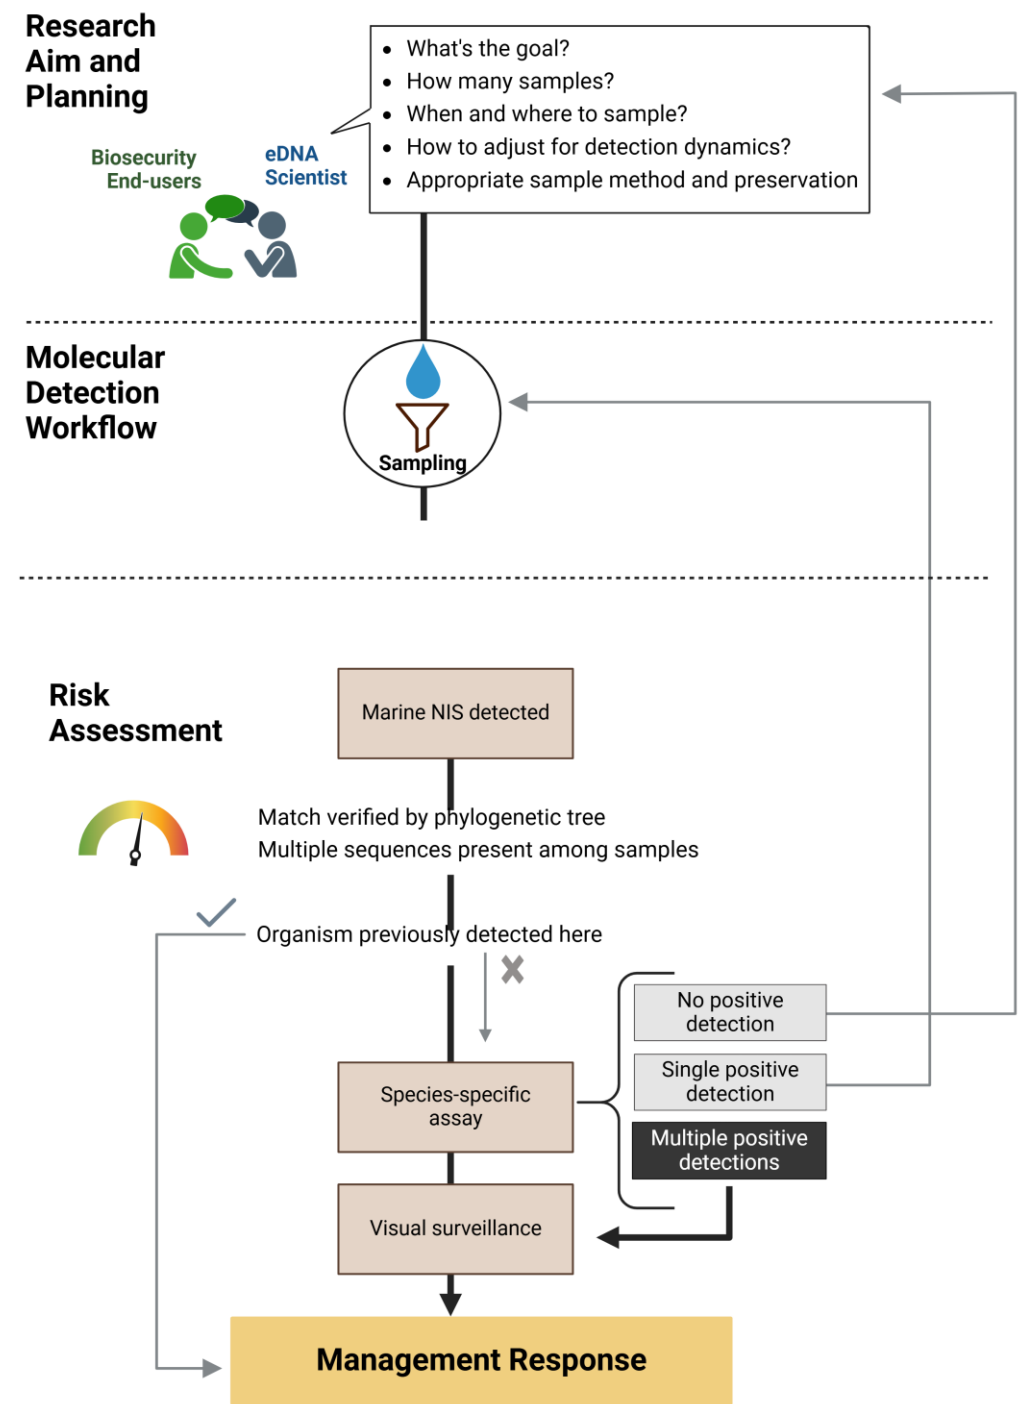 Research
Aim and
Planning
What's the goal?
How many samples?
When and where to sample?
How to adjust for detection dynamics?
Appropriate sample method and preservation
Biosecurity
End-users
eDNA
Scientist
Molecular
Detection
Workflow
Sampling
Risk
Assessment
Marine NIS detected
Match verified by phylogenetic tree
Multiple sequences present among samples
Organism previously detected here
No positive
detection
Single positive
detection
Multiple positive
detections
Species-specific
assay
Visual surveillance
Management Response